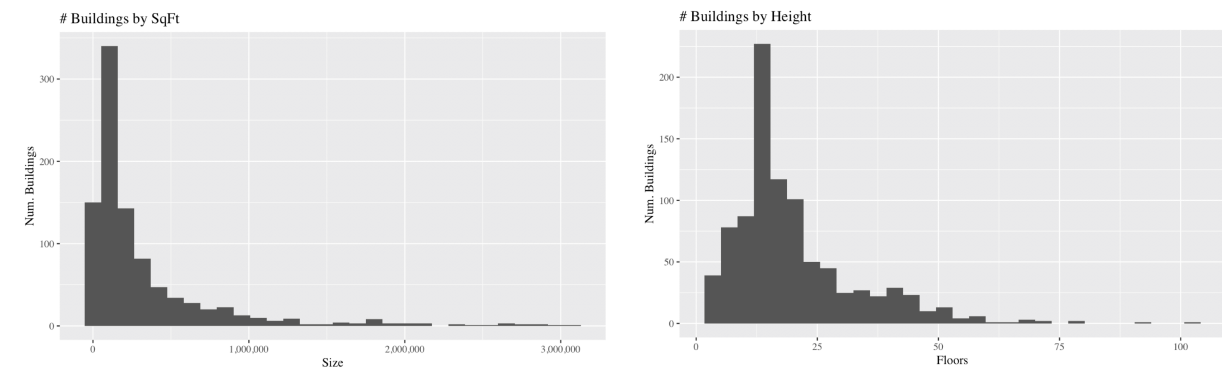 # Buildings by SqFt
Num. Buildings
300
200
100
0
0 1,000,000 2,000,000 3,000,000
Size
# Buildings by Height
Num. Buildings
200
150
100
50
0
0 25 50 75 100
Floors